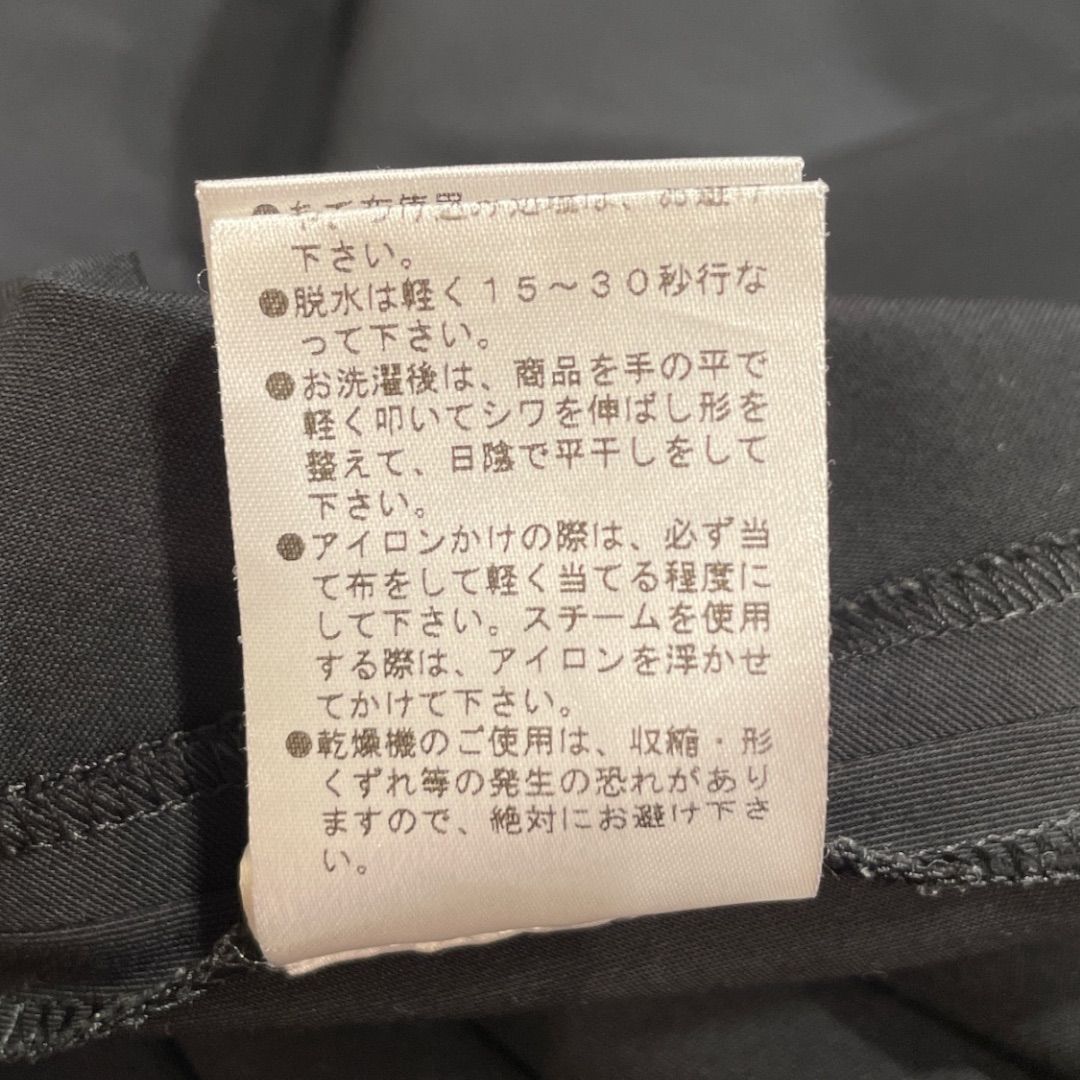 下さい。
●脱水は軽く15～30秒行な
って下さい。
●お洗濯後は、商品を手の平で
軽く叩いてシワを伸ばし形を
整えて、日陰で平干しをして
下さい。
●アイロンかけの際は、必ず当
て布をして軽く当てる程度に
して下さい。スチームを使用
する際は、アイロンを浮かせ
てかけて下さい。
●乾燥機のご使用は、収縮・形
くずれ等の発生の恐れがあり
ますので、絶対にお避け下さ
い。